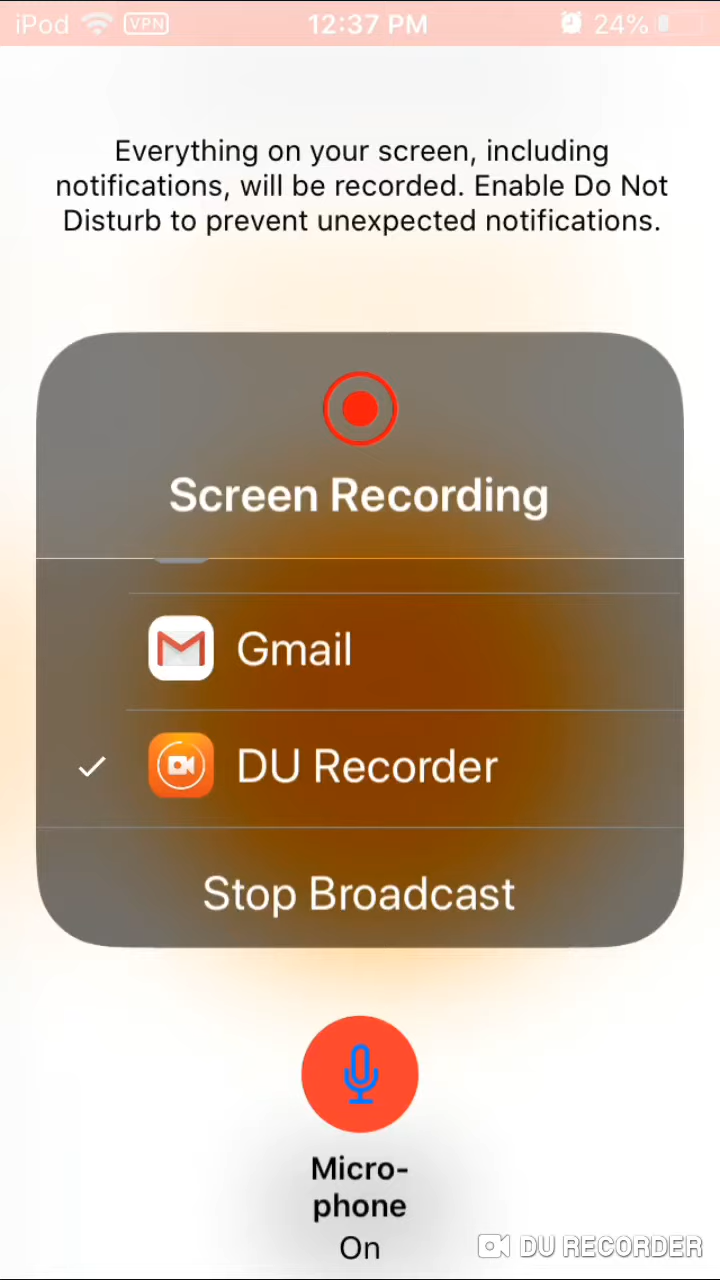 iPod VPN 12:37 PM 24%
Everything on your screen, including
notifications, will be recorded. Enable Do Not
Disturb to prevent unexpected notifications.
Screen Recording
Gmail
DU Recorder
Stop Broadcast
Micro-
phone
On
DU RECORDER